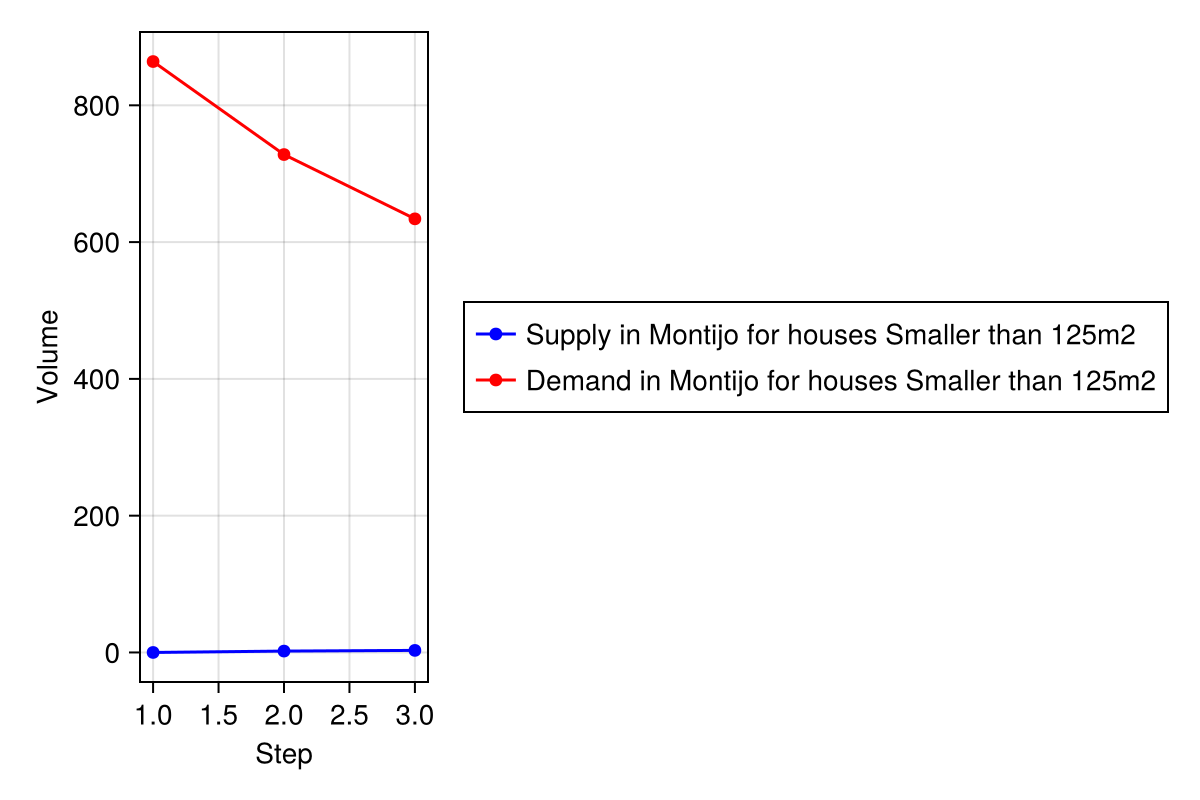 800
600
400
200
0
Volume
1.0 1.5 2.0 2.5 3.0
Step
Supply in Montijo for houses Smaller than 125m2
Demand in Montijo for houses Smaller than 125m2